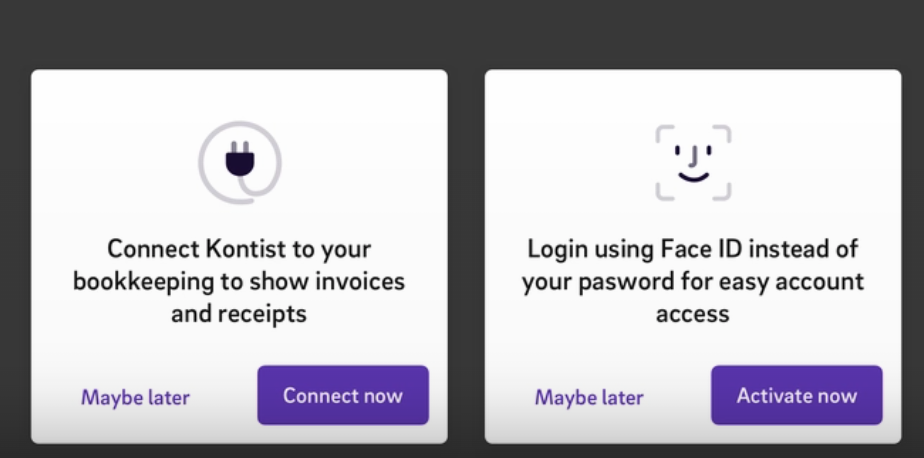 Connect Kontist to your
bookkeeping to show invoices
and receipts
Maybe later
Connect now
Login using Face ID instead of
your pasword for easy account
access
Maybe later
Activate now